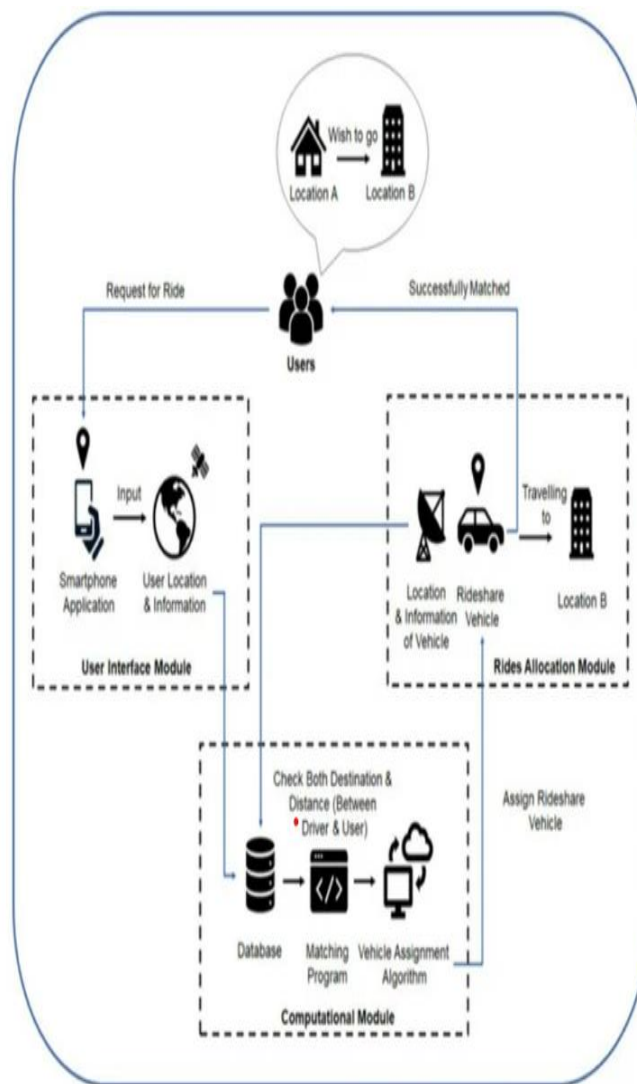 Wish to go
Location A
Location B
Request for Ride
Successfully Matched
Users
Input
Smartphone
Application
User Location
& Information
User Interface Module
Travelling
to
Location
& Information
of Vehicle
Rideshare
Vehicle
Location B
Rides Allocation Module
Check Both Destination &
Distance (Between
Driver & User)
Database
Matching
Program
Vehicle Assignment
Algorithm
Computational Module
Assign Rideshare
Vehicle